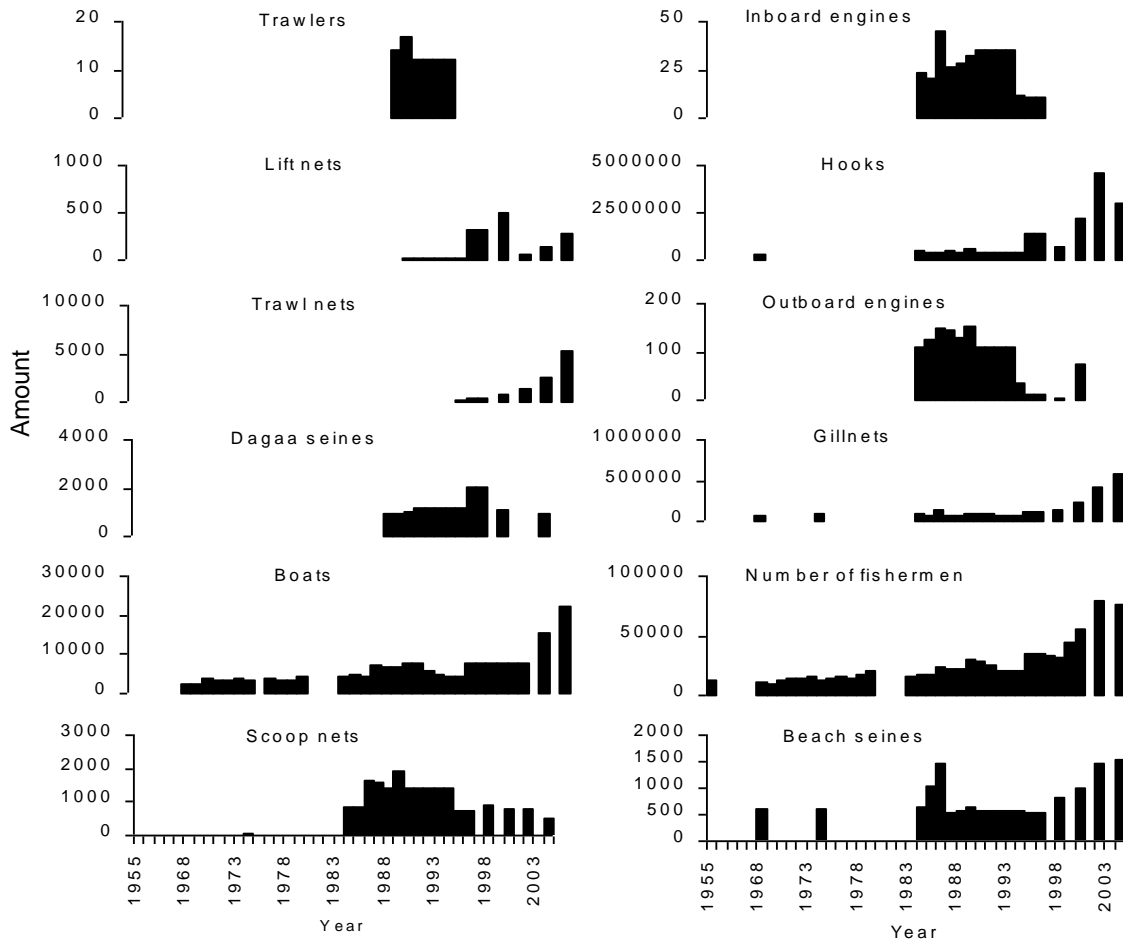 Trawlers
20
10
0
Inboard engines
50
25
0
Lift nets
1000
500
0
Hooks
5000000
2500000
0
Trawl nets
10000
5000
0
Outboard engines
200
100
0
Dagaa seines
4000
2000
0
Gillnets
1000000
500000
0
Boats
30000
20000
10000
0
Number of fishermen
100000
50000
0
Scoop nets
3000
2000
1000
0
Beach seines
2000
1500
1000
500
0
Amount
1955 1968 1973 1978 1983 1988 1993 1998 2003
Year
1955 1968 1973 1978 1983 1988 1993 1998 2003
Year